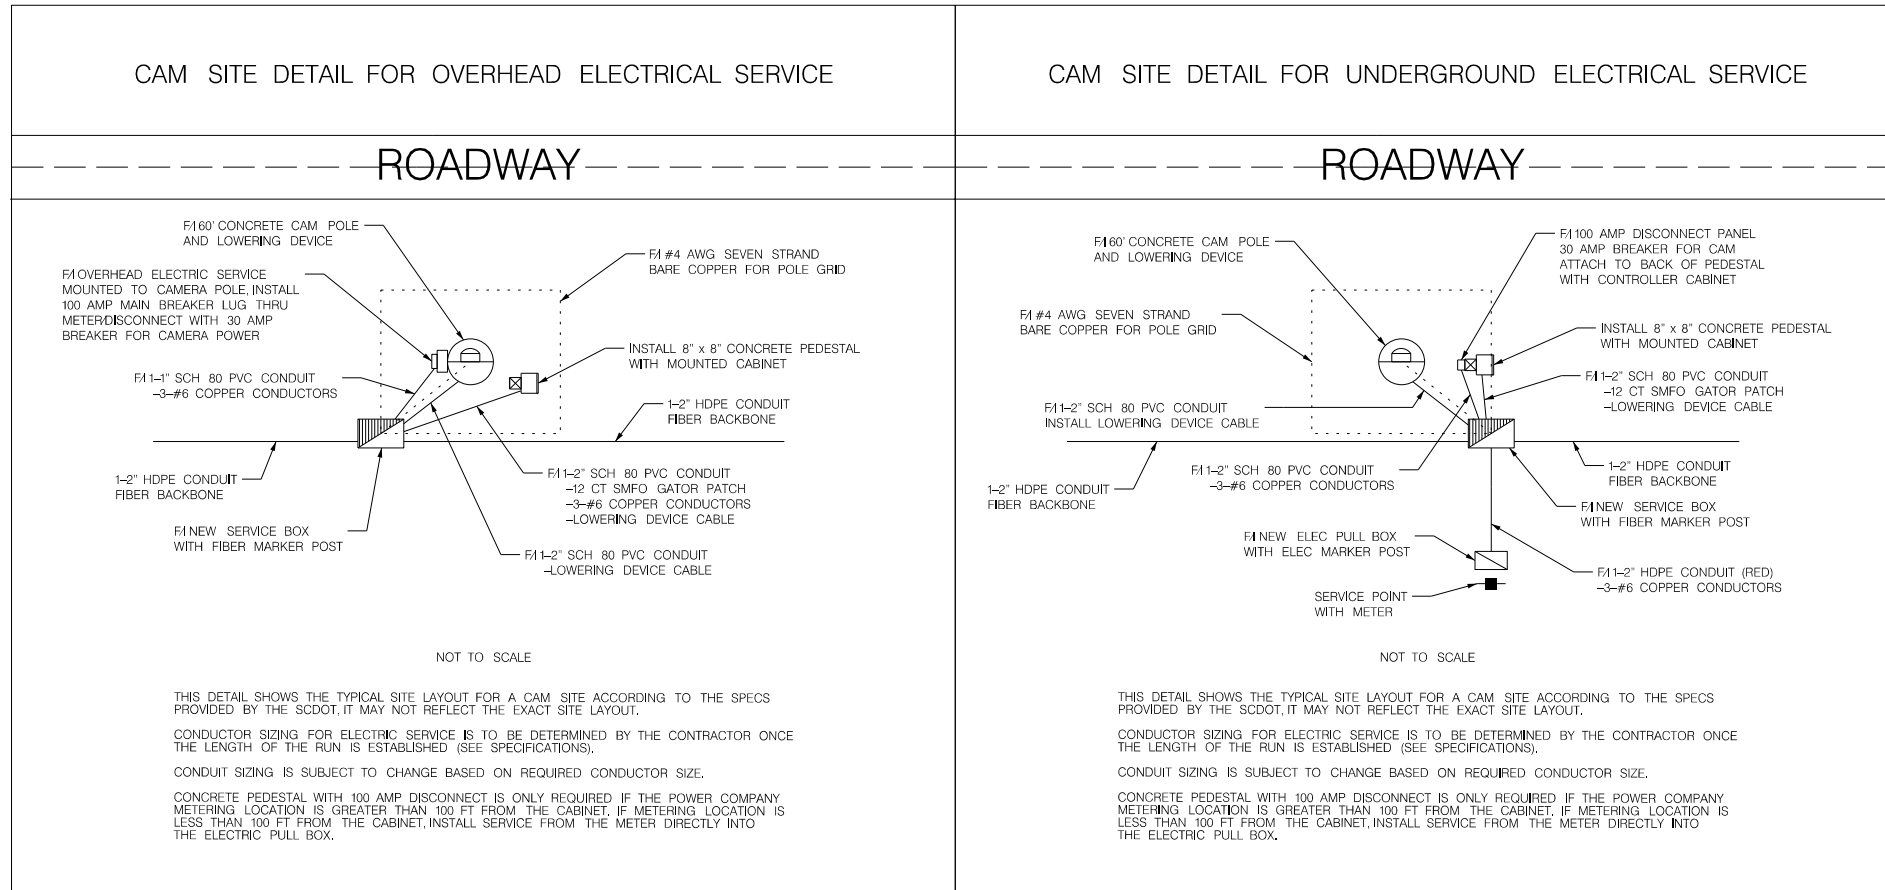 CAM SITE DETAIL FOR OVERHEAD ELECTRICAL SERVICE
ROADWAY
F/I 60' CONCRETE CAM POLE
AND LOWERING DEVICE
F/I #4 AWG SEVEN STRAND
BARE COPPER FOR POLE GRID
F/I OVERHEAD ELECTRIC SERVICE
MOUNTED TO CAMERA POLE, INSTALL
100 AMP MAIN BREAKER LUG THRU
METER/DISCONNECT WITH 30 AMP
BREAKER FOR CAMERA POWER
INSTALL 8" x 8" CONCRETE PEDESTAL
WITH MOUNTED CABINET
F/I 1-1" SCH 80 PVC CONDUIT
-3-#6 COPPER CONDUCTORS
1-2" HDPE CONDUIT
FIBER BACKBONE
1-2" HDPE CONDUIT
FIBER BACKBONE
F/I 1-2" SCH 80 PVC CONDUIT
-12 CT SMFO GATOR PATCH
-3-#6 COPPER CONDUCTORS
-LOWERING DEVICE CABLE
F/I NEW SERVICE BOX
WITH FIBER MARKER POST
F/I 1-2" SCH 80 PVC CONDUIT
-LOWERING DEVICE CABLE
NOT TO SCALE
THIS DETAIL SHOWS THE TYPICAL SITE LAYOUT FOR A CAM SITE ACCORDING TO THE SPECS
PROVIDED BY THE SCDOT, IT MAY NOT REFLECT THE EXACT SITE LAYOUT.
CONDUCTOR SIZING FOR ELECTRIC SERVICE IS TO BE DETERMINED BY THE CONTRACTOR ONCE
THE LENGTH OF THE RUN IS ESTABLISHED (SEE SPECIFICATIONS).
CONDUIT SIZING IS SUBJECT TO CHANGE BASED ON REQUIRED CONDUCTOR SIZE.
CONCRETE PEDESTAL WITH 100 AMP DISCONNECT IS ONLY REQUIRED IF THE POWER COMPANY
METERING LOCATION IS GREATER THAN 100 FT FROM THE CABINET. IF METERING LOCATION IS
LESS THAN 100 FT FROM THE CABINET, INSTALL SERVICE FROM THE METER DIRECTLY INTO
THE ELECTRIC PULL BOX.
CAM SITE DETAIL FOR UNDERGROUND ELECTRICAL SERVICE
ROADWAY
F/I 60' CONCRETE CAM POLE
AND LOWERING DEVICE
F/I 100 AMP DISCONNECT PANEL
30 AMP BREAKER FOR CAM
ATTACH TO BACK OF PEDESTAL
WITH CONTROLLER CABINET
F/I #4 AWG SEVEN STRAND
BARE COPPER FOR POLE GRID
INSTALL 8" x 8" CONCRETE PEDESTAL
WITH MOUNTED CABINET
F/I 1-2" SCH 80 PVC CONDUIT
-12 CT SMFO GATOR PATCH
-LOWERING DEVICE CABLE
F/I 1-2" SCH 80 PVC CONDUIT
INSTALL LOWERING DEVICE CABLE
F/I 1-2" SCH 80 PVC CONDUIT
-3-#6 COPPER CONDUCTORS
1-2" HDPE CONDUIT
FIBER BACKBONE
1-2" HDPE CONDUIT
FIBER BACKBONE
F/I NEW SERVICE BOX
WITH FIBER MARKER POST
F/I NEW ELEC PULL BOX
WITH ELEC MARKER POST
F/I 1-2" HDPE CONDUIT (RED)
-3-#6 COPPER CONDUCTORS
SERVICE POINT
WITH METER
NOT TO SCALE
THIS DETAIL SHOWS THE TYPICAL SITE LAYOUT FOR A CAM SITE ACCORDING TO THE SPECS
PROVIDED BY THE SCDOT, IT MAY NOT REFLECT THE EXACT SITE LAYOUT.
CONDUCTOR SIZING FOR ELECTRIC SERVICE IS TO BE DETERMINED BY THE CONTRACTOR ONCE
THE LENGTH OF THE RUN IS ESTABLISHED (SEE SPECIFICATIONS).
CONDUIT SIZING IS SUBJECT TO CHANGE BASED ON REQUIRED CONDUCTOR SIZE.
CONCRETE PEDESTAL WITH 100 AMP DISCONNECT IS ONLY REQUIRED IF THE POWER COMPANY
METERING LOCATION IS GREATER THAN 100 FT FROM THE CABINET. IF METERING LOCATION IS
LESS THAN 100 FT FROM THE CABINET, INSTALL SERVICE FROM THE METER DIRECTLY INTO
THE ELECTRIC PULL BOX.